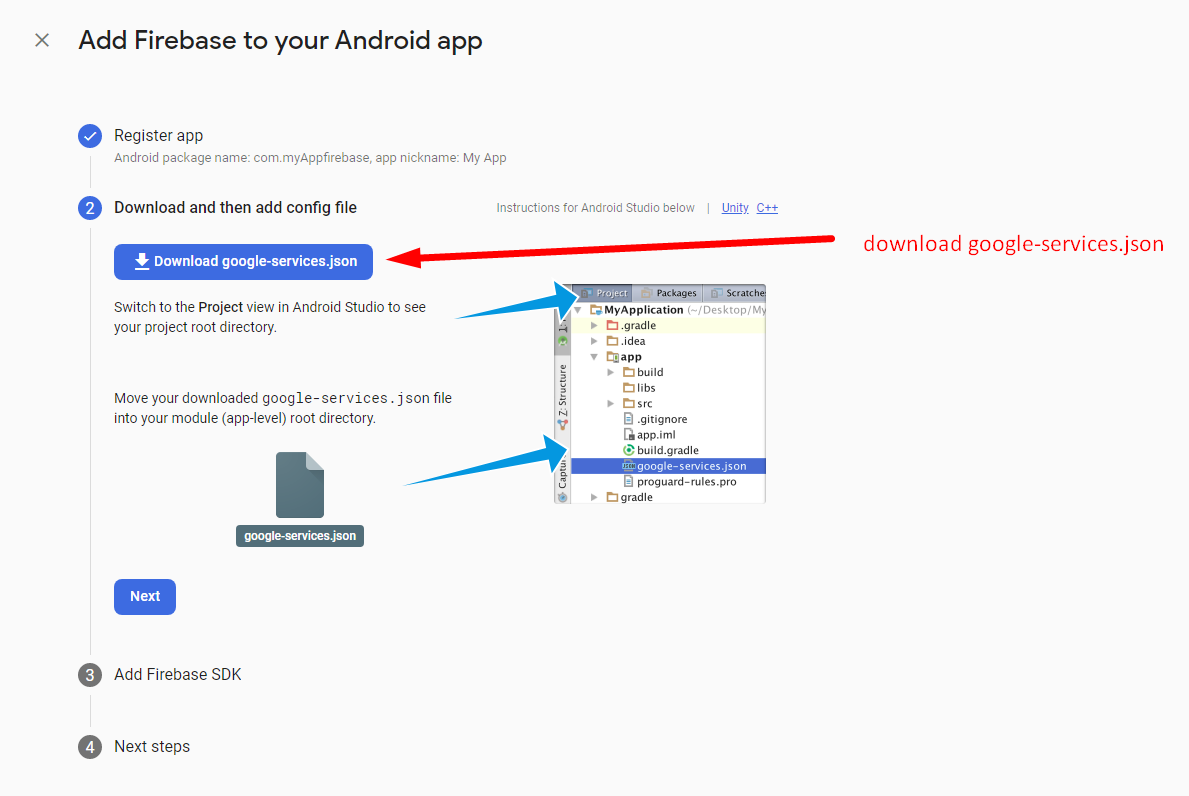 Add Firebase to your Android app
Register app
Android package name: com.myAppfirebase, app nickname: My App
2 Download and then add config file
Instructions for Android Studio below | Unity C++
Download google-services.json
download google-services.json
Switch to the Project view in Android Studio to see
your project root directory.
Project Packages Scratches
MyApplication (~/Desktop/My
.gradle
.idea
app
build
libs
src
.gitignore
app.iml
build.gradle
google-services.json
proguard-rules.pro
gradle
Z: Structure
Captur
Move your downloaded google-services.json file
into your module (app-level) root directory.
google-services.json
Next
3 Add Firebase SDK
4 Next steps